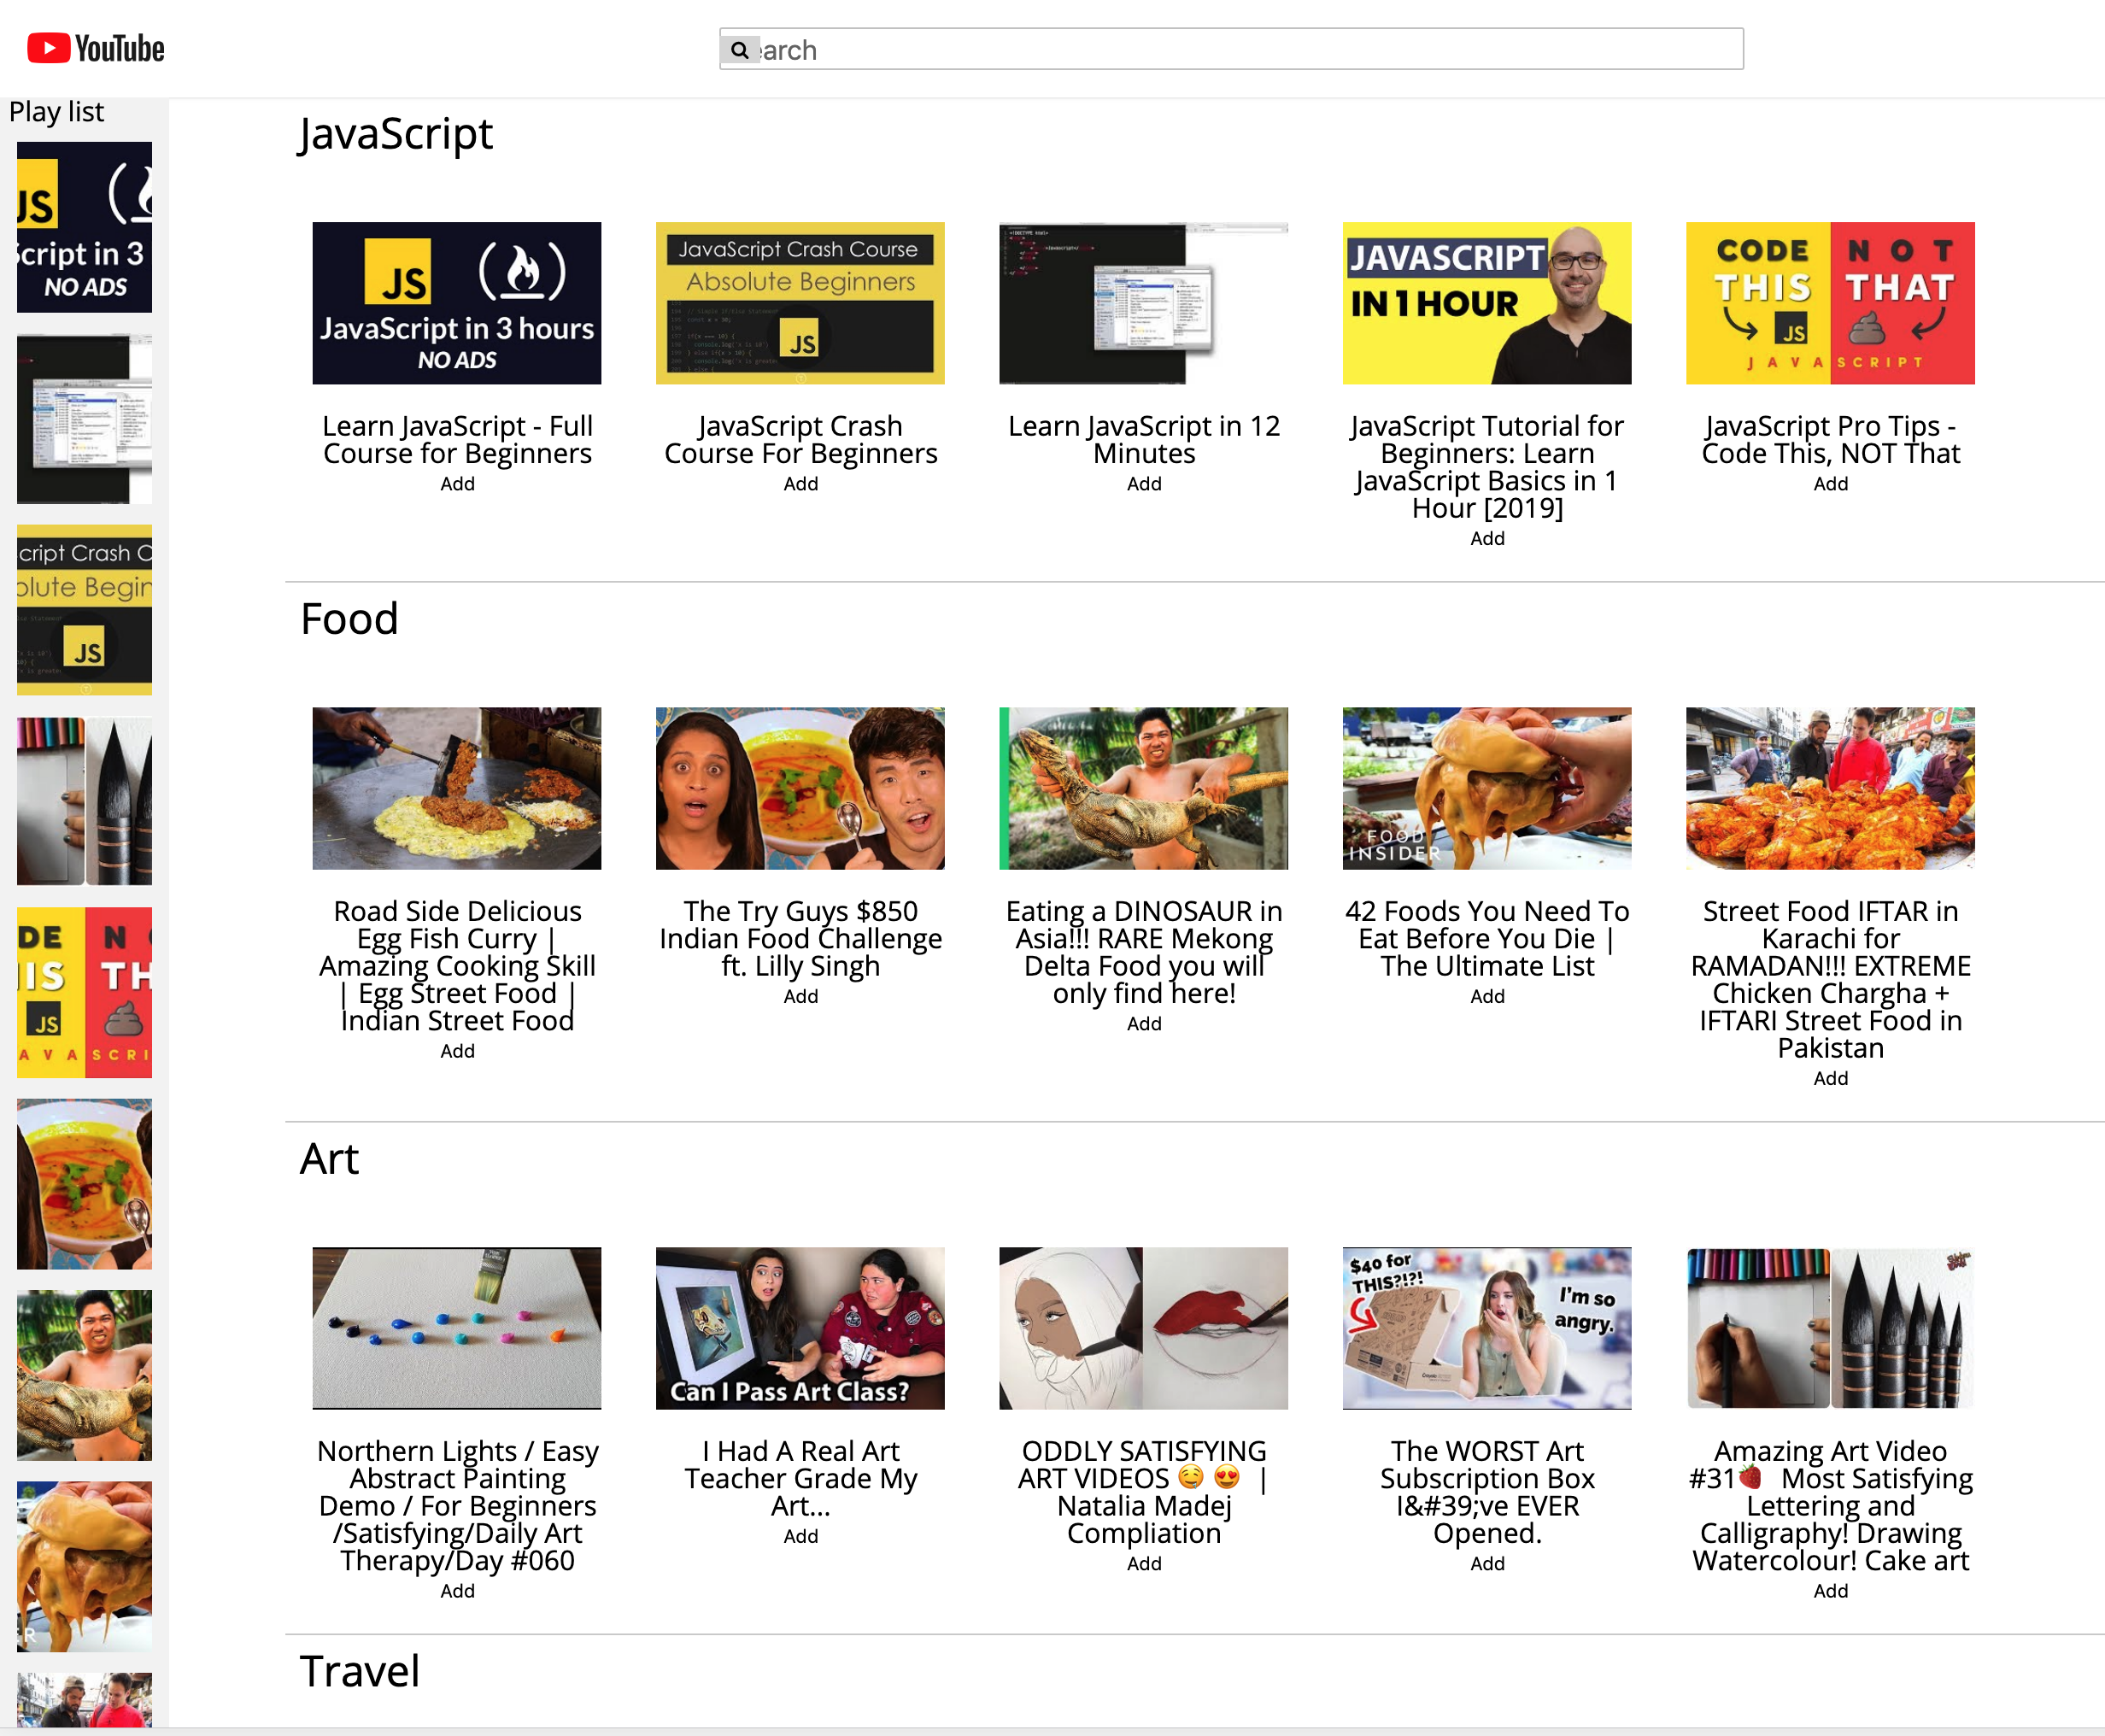 YouTube
earch
Play list
JS
Script in 3
NO ADS
cript Crash C
olute Begin
JS
DE N
IS TH
JS
A V A S C R I
R
JavaScript
JS
JavaScript in 3 hours
NO ADS
Learn JavaScript - Full
Course for Beginners
Add
JavaScript Crash Course
Absolute Beginners
JS
JavaScript Crash
Course For Beginners
Add
Learn JavaScript in 12
Minutes
Add
JAVASCRIPT
IN 1 HOUR
JavaScript Tutorial for
Beginners: Learn
JavaScript Basics in 1
Hour [2019]
Add
CODE NOT
THIS THAT
JS
JAVASCRIPT
JavaScript Pro Tips -
Code This, NOT That
Add
Food
Road Side Delicious
Egg Fish Curry |
Amazing Cooking Skill
| Egg Street Food |
Indian Street Food
Add
The Try Guys $850
Indian Food Challenge
ft. Lilly Singh
Add
Eating a DINOSAUR in
Asia!!! RARE Mekong
Delta Food you will
only find here!
Add
FOOD
INSIDER
42 Foods You Need To
Eat Before You Die |
The Ultimate List
Add
Street Food IFTAR in
Karachi for
RAMADAN!!! EXTREME
Chicken Chargha +
IFTARI Street Food in
Pakistan
Add
Art
Northern Lights / Easy
Abstract Painting
Demo / For Beginners
/Satisfying/Daily Art
Therapy/Day #060
Add
Can I Pass Art Class?
I Had A Real Art
Teacher Grade My
Art...
Add
ODDLY SATISFYING
ART VIDEOS 🤤 😍 |
Natalia Madej
Compliation
Add
$40 for
THIS?!?!
I'm so
angry.
The WORST Art
Subscription Box
I&#39;ve EVER
Opened.
Add
Amazing Art Video
#31🍓 Most Satisfying
Lettering and
Calligraphy! Drawing
Watercolour! Cake art
Add
Travel